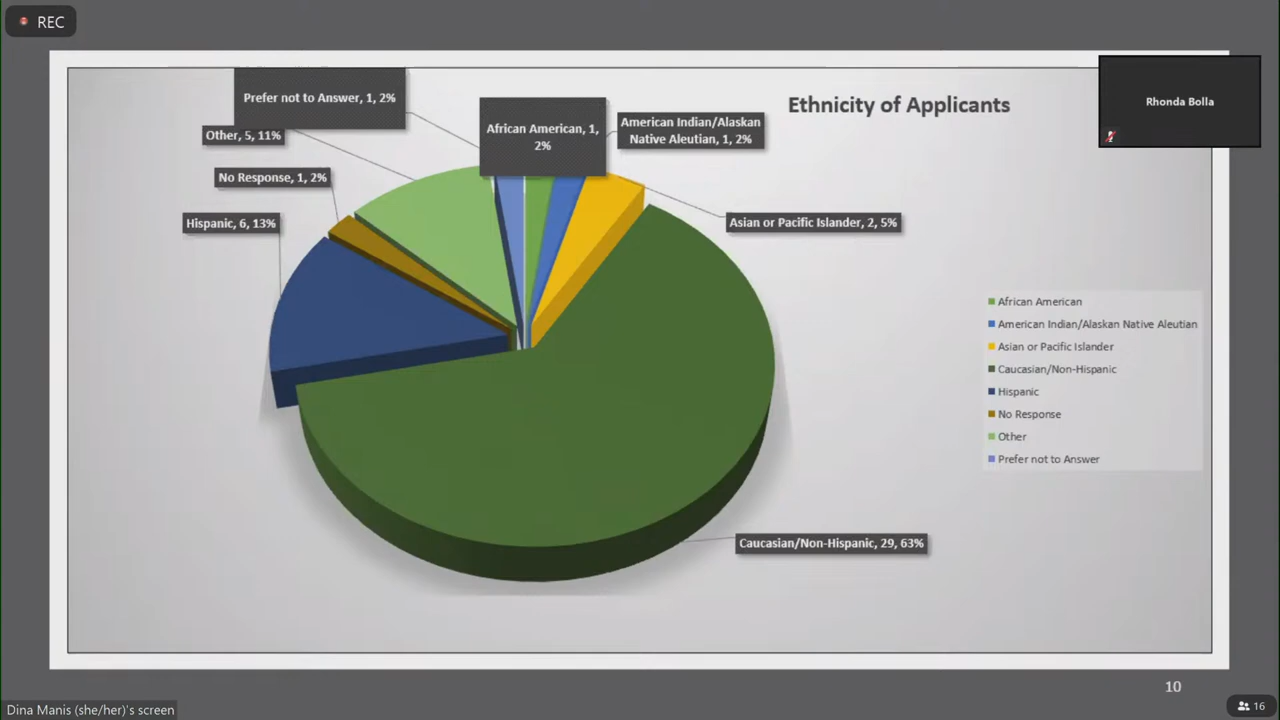 REC
Ethnicity of Applicants
Rhonda Bolla
Prefer not to Answer, 1, 2%
African American, 1,
2%
American Indian/Alaskan
Native Aleutian, 1, 2%
Other, 5, 11%
No Response, 1, 2%
Hispanic, 6, 13%
Asian or Pacific Islander, 2, 5%
African American
American Indian/Alaskan Native Aleutian
Asian or Pacific Islander
Caucasian/Non-Hispanic
Hispanic
No Response
Other
Prefer not to Answer
Caucasian/Non-Hispanic, 29, 63%
10
Dina Manis (she/her)'s screen
16